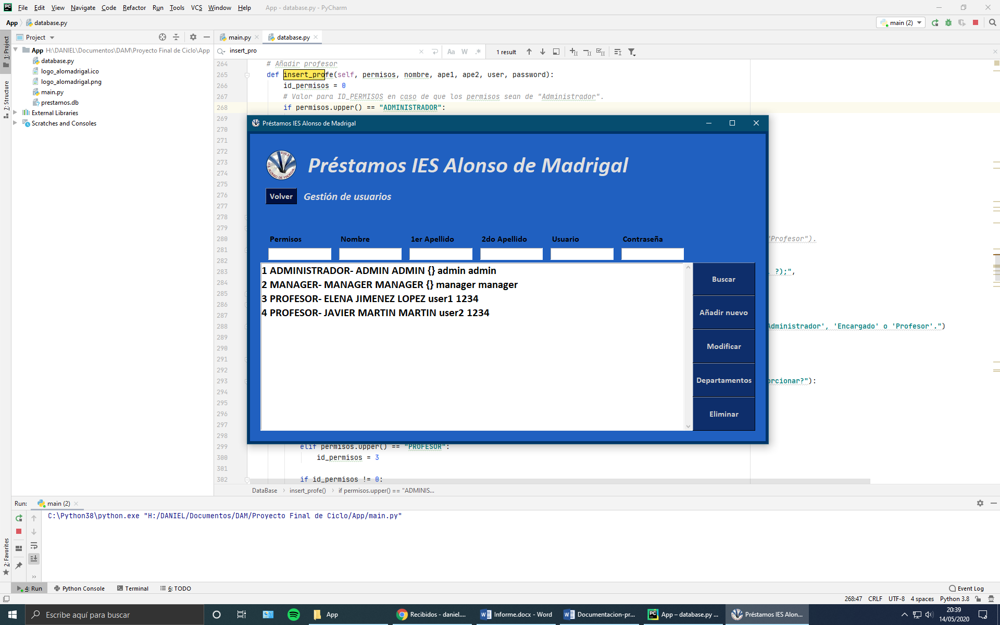 File Edit View Navigate Code Refactor Run Tools VCS Window Help App - database.py - PyCharm
App database.py main (2)
1: Project
7: Structure
2: Favorites
Project
App H:\DANIEL\Documentos\DAM\Proyecto Final de Ciclo\App
database.py
logo_alomadrigal.ico
logo_alomadrigal.png
main.py
prestamos.db
External Libraries
Scratches and Consoles
main.py database.py
insert_pro Aa W .* 1 result
264 # Añadir profesor
265 def insert_profe(self, permisos, nombre, ape1, ape2, user, password):
266 id_permisos = 0
267 # Valor para ID_PERMISOS en caso de que los permisos sean de "Administrador".
268 if permisos.upper() == "ADMINISTRADOR":
269
270
271
272
273
274
275
276
277
278
279
280 "Profesor").
281
282
283 ?);",
284
285
286
287
288 Administrador', 'Encargado' o 'Profesor'.")
289
290
291
292
293 orcionar?"):
294
295
296
297
298
299 elif permisos.upper() == "PROFESOR":
300 id_permisos = 3
301
302 if id_permisos != 0:
DataBase insert_profe() if permisos.upper() == "ADMINIS...
Préstamos IES Alonso de Madrigal
AVILA
IES ALONSO DE MADRIGAL
Préstamos IES Alonso de Madrigal
Volver Gestión de usuarios
Permisos Nombre 1er Apellido 2do Apellido Usuario Contraseña
1 ADMINISTRADOR- ADMIN ADMIN {} admin admin
2 MANAGER- MANAGER MANAGER {} manager manager
3 PROFESOR- ELENA JIMENEZ LOPEZ user1 1234
4 PROFESOR- JAVIER MARTIN MARTIN user2 1234
Buscar
Añadir nuevo
Modificar
Departamentos
Eliminar
Run: main (2)
C:\Python38\python.exe "H:/DANIEL/Documentos/DAM/Proyecto Final de Ciclo/App/main.py"
4: Run Python Console Terminal 6: TODO Event Log
268:47 CRLF UTF-8 4 spaces Python 3.8
Escribe aquí para buscar App Recibidos - daniel.... Informe.docx - Word Documentacion-pr... App – database.py ... Préstamos IES Alon...
20:39
14/05/2020